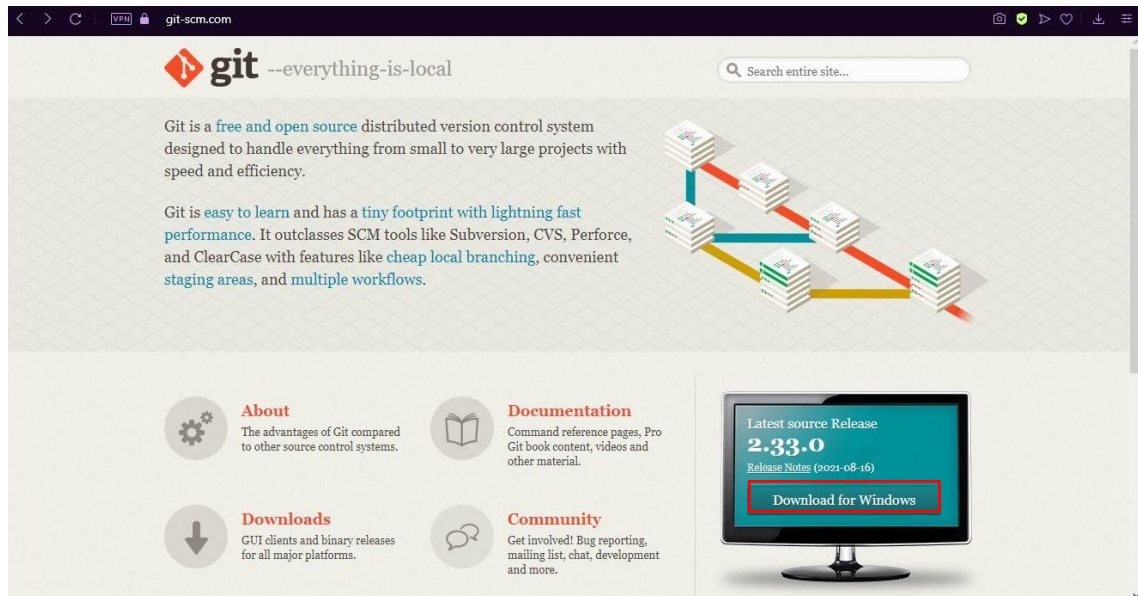 VPN git-scm.com
git --everything-is-local
Search entire site...
Git is a free and open source distributed version control system
designed to handle everything from small to very large projects with
speed and efficiency.
Git is easy to learn and has a tiny footprint with lightning fast
performance. It outclasses SCM tools like Subversion, CVS, Perforce,
and ClearCase with features like cheap local branching, convenient
staging areas, and multiple workflows.
About
The advantages of Git compared
to other source control systems.
Documentation
Command reference pages, Pro
Git book content, videos and
other material.
Downloads
GUI clients and binary releases
for all major platforms.
Community
Get involved! Bug reporting,
mailing list, chat, development
and more.
Latest source Release
2.33.0
Release Notes (2021-08-16)
Download for Windows